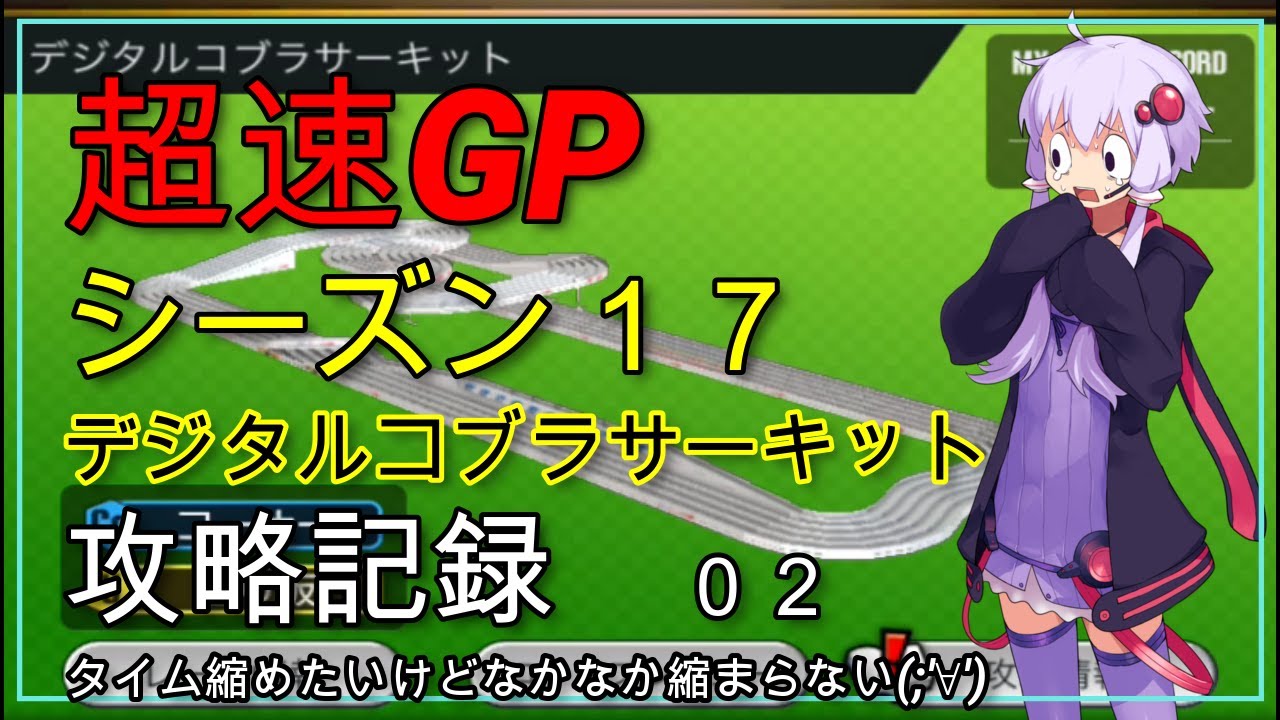 デジタルコブラサーキット
超速GP
シーズン１７
デジタルコブラサーキット
攻略記録 ０２
タイム縮めたいけどなかなか縮まらない(;'∀')